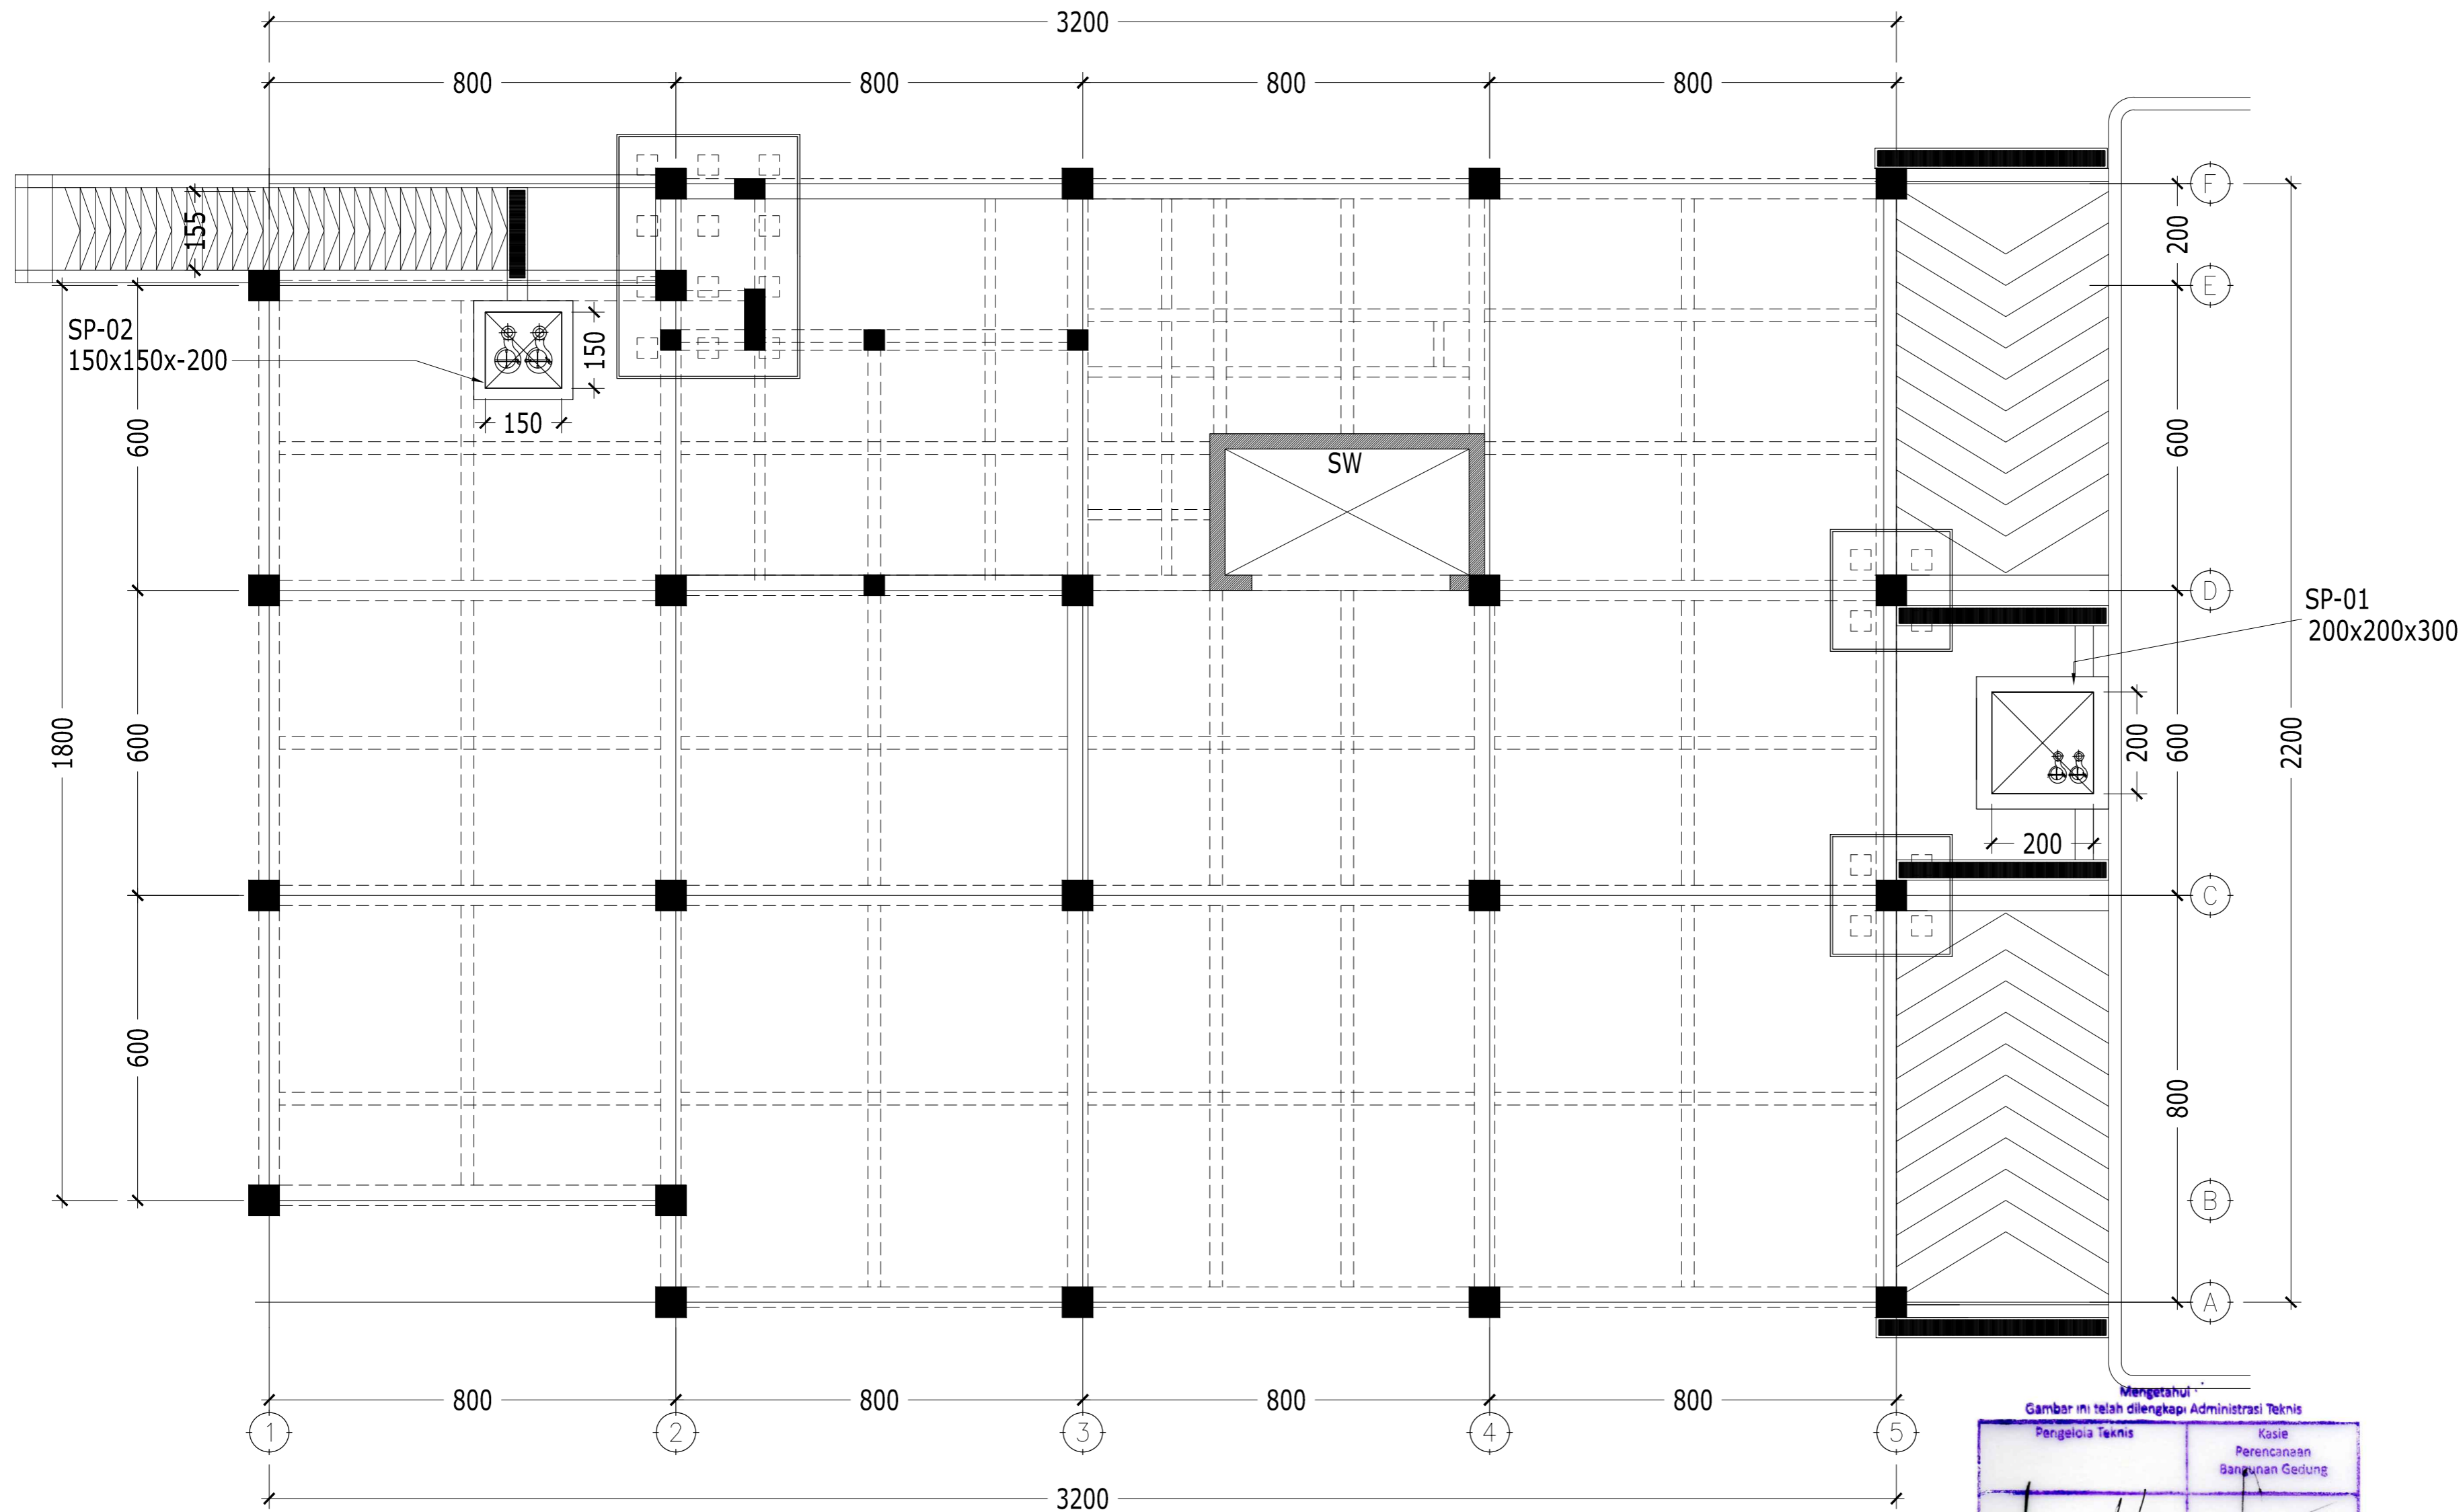 3200
800
800
800
800
F
155
200
E
SP-02
150x150x-200
150
150
600
600
SW
D
SP-01
200x200x300
1800
600
200
600
2200
200
C
600
800
B
A
800
800
800
800
1
2
3
4
5
3200
Mengetahui
Gambar ini telah dilengkapi Administrasi Teknis
Pengelola Teknis
Kasie
Perencanaan
Bangunan Gedung